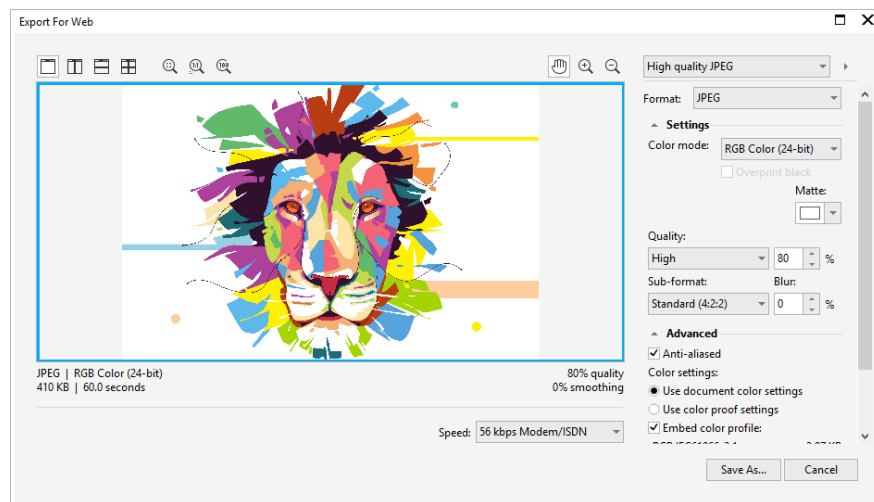 Export For Web
1:1
100
High quality JPEG
Format: JPEG
Settings
Color mode: RGB Color (24-bit)
Overprint black
Matte:
Quality:
High 80 %
Sub-format: Blur:
Standard (4:2:2) 0 %
Advanced
Anti-aliased
Color settings:
Use document color settings
Use color proof settings
Embed color profile:
JPEG | RGB Color (24-bit) 80% quality
410 KB | 60.0 seconds 0% smoothing
Speed: 56 kbps Modem/ISDN
Save As... Cancel